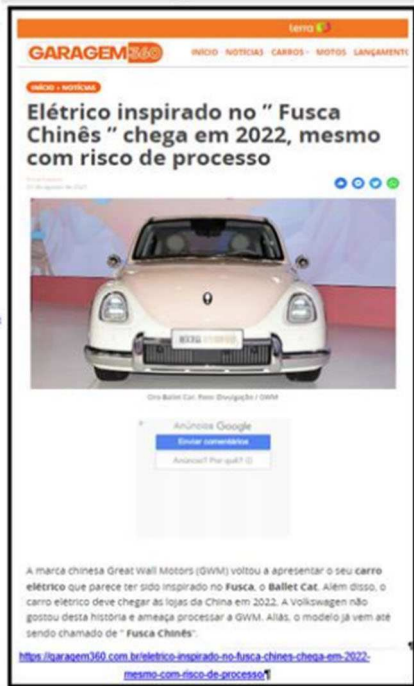 terra
GARAGEM360
INÍCIO NOTÍCIAS CARROS MOTOS LANÇAMENTO
INÍCIO » NOTÍCIAS
Elétrico inspirado no " Fusca
Chinês " chega em 2022, mesmo
com risco de processo
Ora Ballet Cat. Foto: Divulgação / GWM
Anúncios Google
Enviar comentários
Anúncio? Por quê?
A marca chinesa Great Wall Motors (GWM) voltou a apresentar o seu carro
elétrico que parece ter sido inspirado no Fusca, o Ballet Cat. Além disso, o
carro elétrico deve chegar às lojas da China em 2022. A Volkswagen não
gostou desta história e ameaça processar a GWM. Aliás, o modelo já vem até
sendo chamado de " Fusca Chinês".
https://garagem360.com.br/eletrico-inspirado-no-fusca-chines-chega-em-2022-
mesmo-com-risco-de-processo/¶